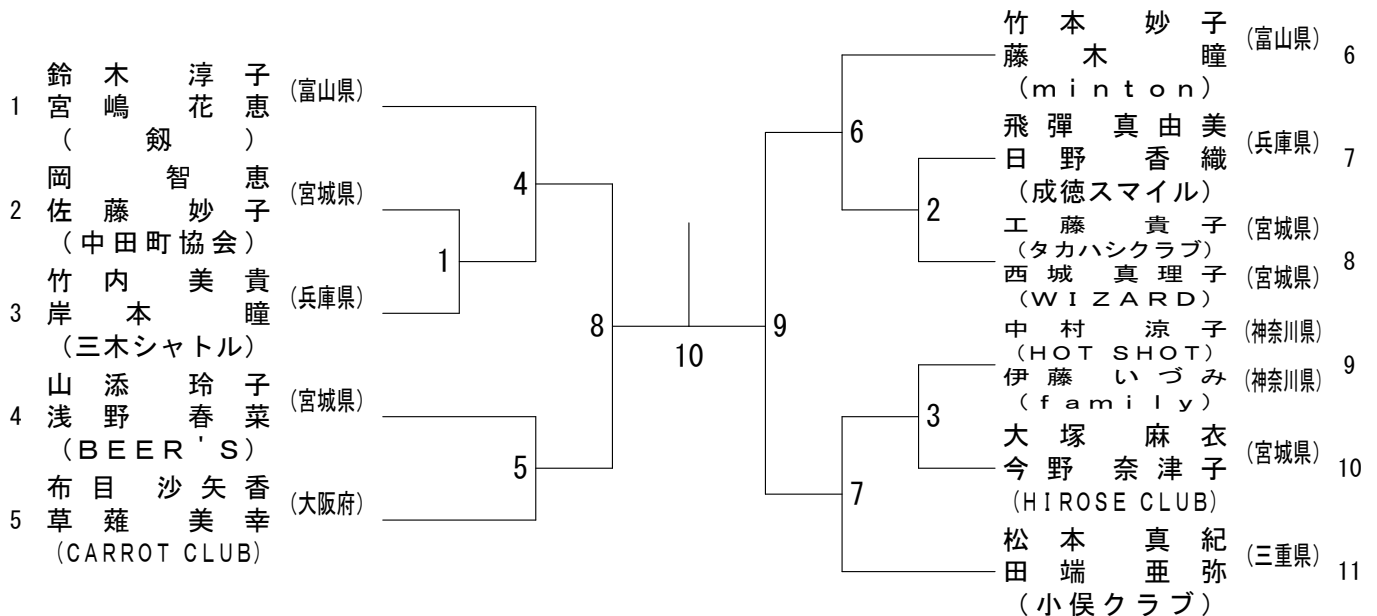 鈴木 淳子 (富山県)
1 宮嶋 花恵
(剱)
岡 智恵 (宮城県)
2 佐藤 妙子
(中田町協会)
竹内 美貴 (兵庫県)
3 岸本 瞳
(三木シャトル)
山添 玲子 (宮城県)
4 浅野 春菜
(BEER'S)
布目 沙矢香 (大阪府)
5 草薙 美幸
(CARROT CLUB)
4
1
8
5
10
9
6
2
3
7
竹本 妙子 (富山県)
藤木 瞳 6
(minton)
飛彈 真由美 (兵庫県)
日野 香織 7
(成徳スマイル)
工藤 貴子 (宮城県)
(タカハシクラブ) 8
西城 真理子 (宮城県)
(WIZARD)
中村 涼子 (神奈川県)
(HOT SHOT) 9
伊藤 いづみ (神奈川県)
(family)
大塚 麻衣 (宮城県)
今野 奈津子 10
(HIROSE CLUB)
松本 真紀 (三重県)
田端 亜弥 11
(小俣クラブ)